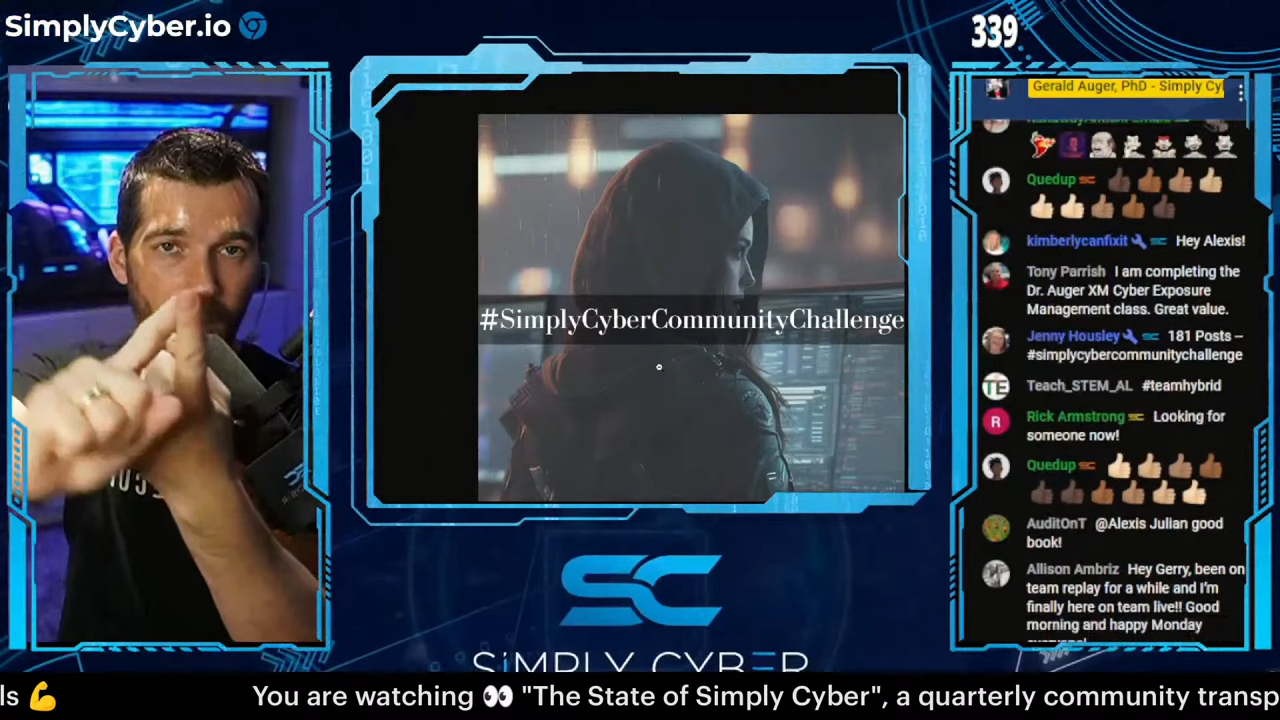 SimplyCyber.io
339
Gerald Auger, PhD - Simply Cy
Quedup
kimberlycanfixit Hey Alexis!
Tony Parrish I am completing the
Dr. Auger XM Cyber Exposure
Management class. Great value.
Jenny Housley 181 Posts –
#simplycybercommunitychallenge
TE Teach_STEM_AL #teamhybrid
R Rick Armstrong Looking for
someone now!
Quedup
AuditOnT @Alexis Julian good
book!
Allison Ambriz Hey Gerry, been on
team replay for a while and I'm
finally here on team live!! Good
morning and happy Monday
#SimplyCyberCommunityChallenge
SC
SiMPLY CYBER
ls 💪 You are watching 👀 "The State of Simply Cyber", a quarterly community transp